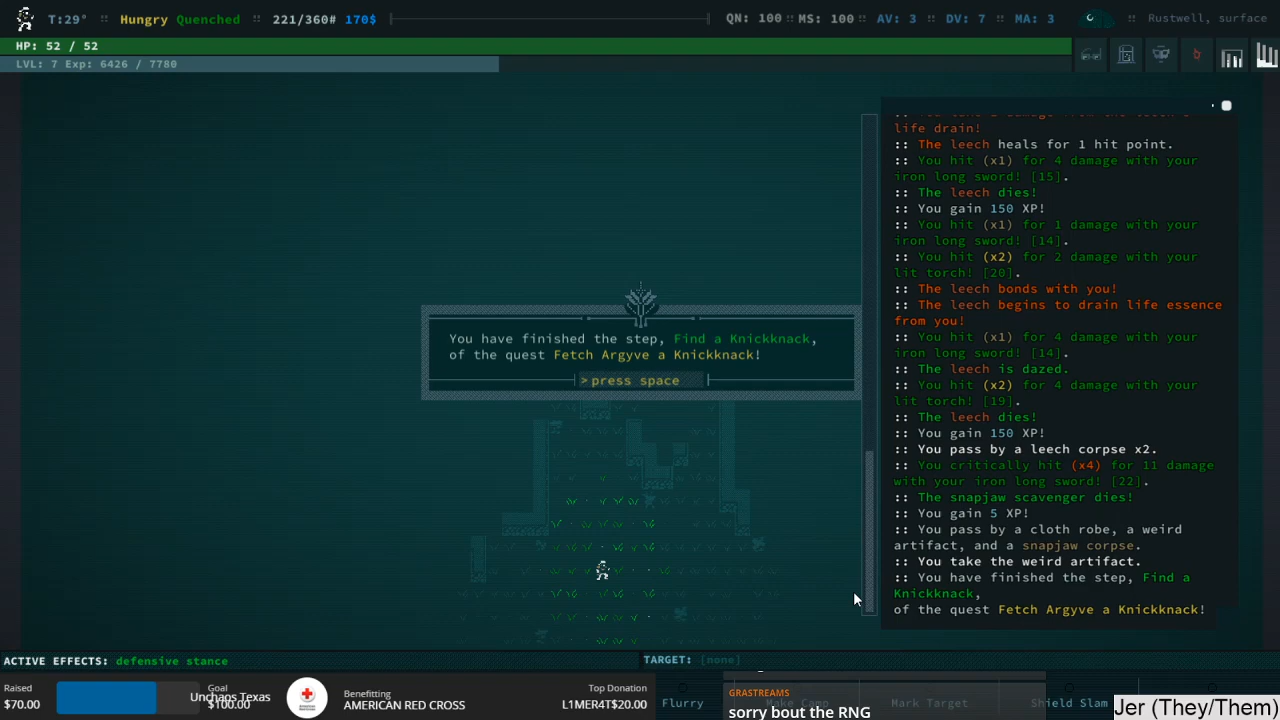 T:29° :: Hungry Quenched :: 221/360# 170$
QN: 100 :: MS: 100 :: AV: 3 :: DV: 7 :: MA: 3
:: Rustwell, surface
HP: 52 / 52
LVL: 7 Exp: 6426 / 7780
life drain!
:: The leech heals for 1 hit point.
:: You hit (x1) for 4 damage with your
iron long sword! [15].
:: The leech dies!
:: You gain 150 XP!
:: You hit (x1) for 1 damage with your
iron long sword! [14].
:: You hit (x2) for 2 damage with your
lit torch! [20].
:: The leech bonds with you!
:: The leech begins to drain life essence
from you!
:: You hit (x1) for 4 damage with your
iron long sword! [14].
:: The leech is dazed.
:: You hit (x2) for 4 damage with your
lit torch! [19].
:: The leech dies!
:: You gain 150 XP!
:: You pass by a leech corpse x2.
:: You critically hit (x4) for 11 damage
with your iron long sword! [22].
:: The snapjaw scavenger dies!
:: You gain 5 XP!
:: You pass by a cloth robe, a weird
artifact, and a snapjaw corpse.
:: You take the weird artifact.
:: You have finished the step, Find a
Knickknack,
of the quest Fetch Argyve a Knickknack!
You have finished the step, Find a Knickknack,
of the quest Fetch Argyve a Knickknack!
>press space
ACTIVE EFFECTS: defensive stance
TARGET: [none]
Raised
$70.00
Goal
Unchaos Texas
Benefitting
AMERICAN RED CROSS
Top Donation
L1MER4T$20.00
Flurry
Make Camp
Mark Target
Shield Slam
GRASTREAMS
sorry bout the RNG
Jer (They/Them)